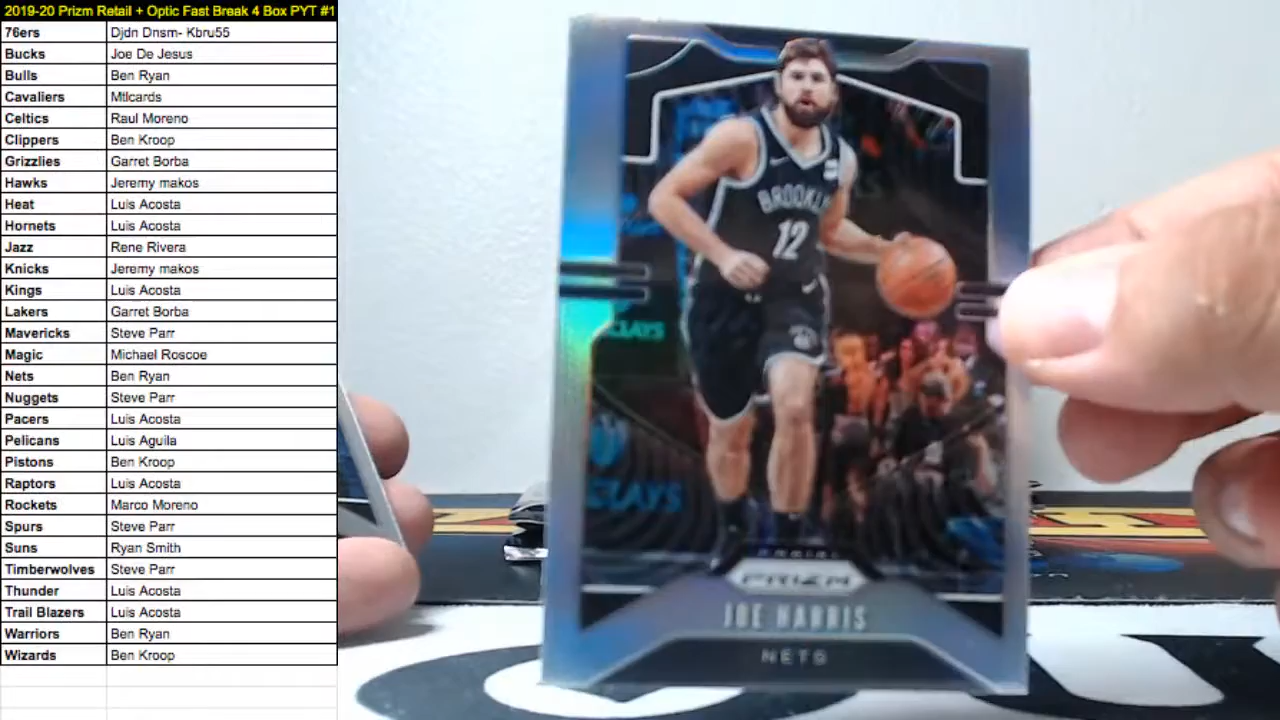 2019-20 Prizm Retail + Optic Fast Break 4 Box PYT #1
76ers Djdn Dnsm- Kbru55
Bucks Joe De Jesus
Bulls Ben Ryan
Cavaliers Mtlcards
Celtics Raul Moreno
Clippers Ben Kroop
Grizzlies Garret Borba
Hawks Jeremy makos
Heat Luis Acosta
Hornets Luis Acosta
Jazz Rene Rivera
Knicks Jeremy makos
Kings Luis Acosta
Lakers Garret Borba
Mavericks Steve Parr
Magic Michael Roscoe
Nets Ben Ryan
Nuggets Steve Parr
Pacers Luis Acosta
Pelicans Luis Aguila
Pistons Ben Kroop
Raptors Luis Acosta
Rockets Marco Moreno
Spurs Steve Parr
Suns Ryan Smith
Timberwolves Steve Parr
Thunder Luis Acosta
Trail Blazers Luis Acosta
Warriors Ben Ryan
Wizards Ben Kroop
BROOKLY
12
CLAYS
PANINI
PRIZM
JOE HARRIS
NETS